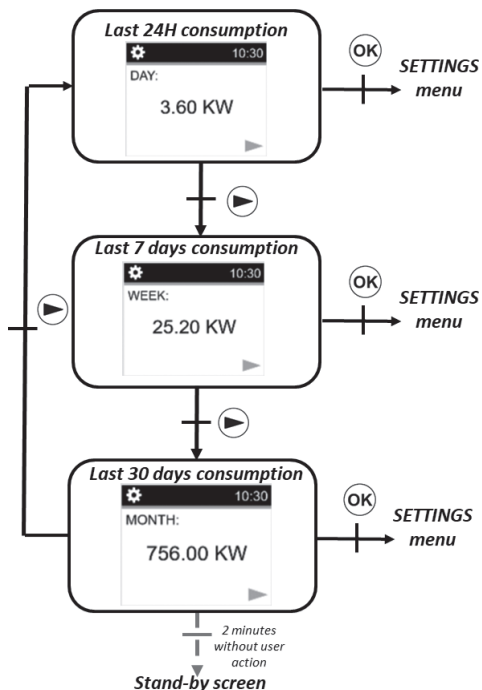 Last 24H consumption
10:30
DAY:
3.60 KW
OK
SETTINGS
menu
Last 7 days consumption
10:30
WEEK:
25.20 KW
OK
SETTINGS
menu
Last 30 days consumption
10:30
MONTH:
756.00 KW
OK
SETTINGS
menu
2 minutes
without user
action
Stand-by screen